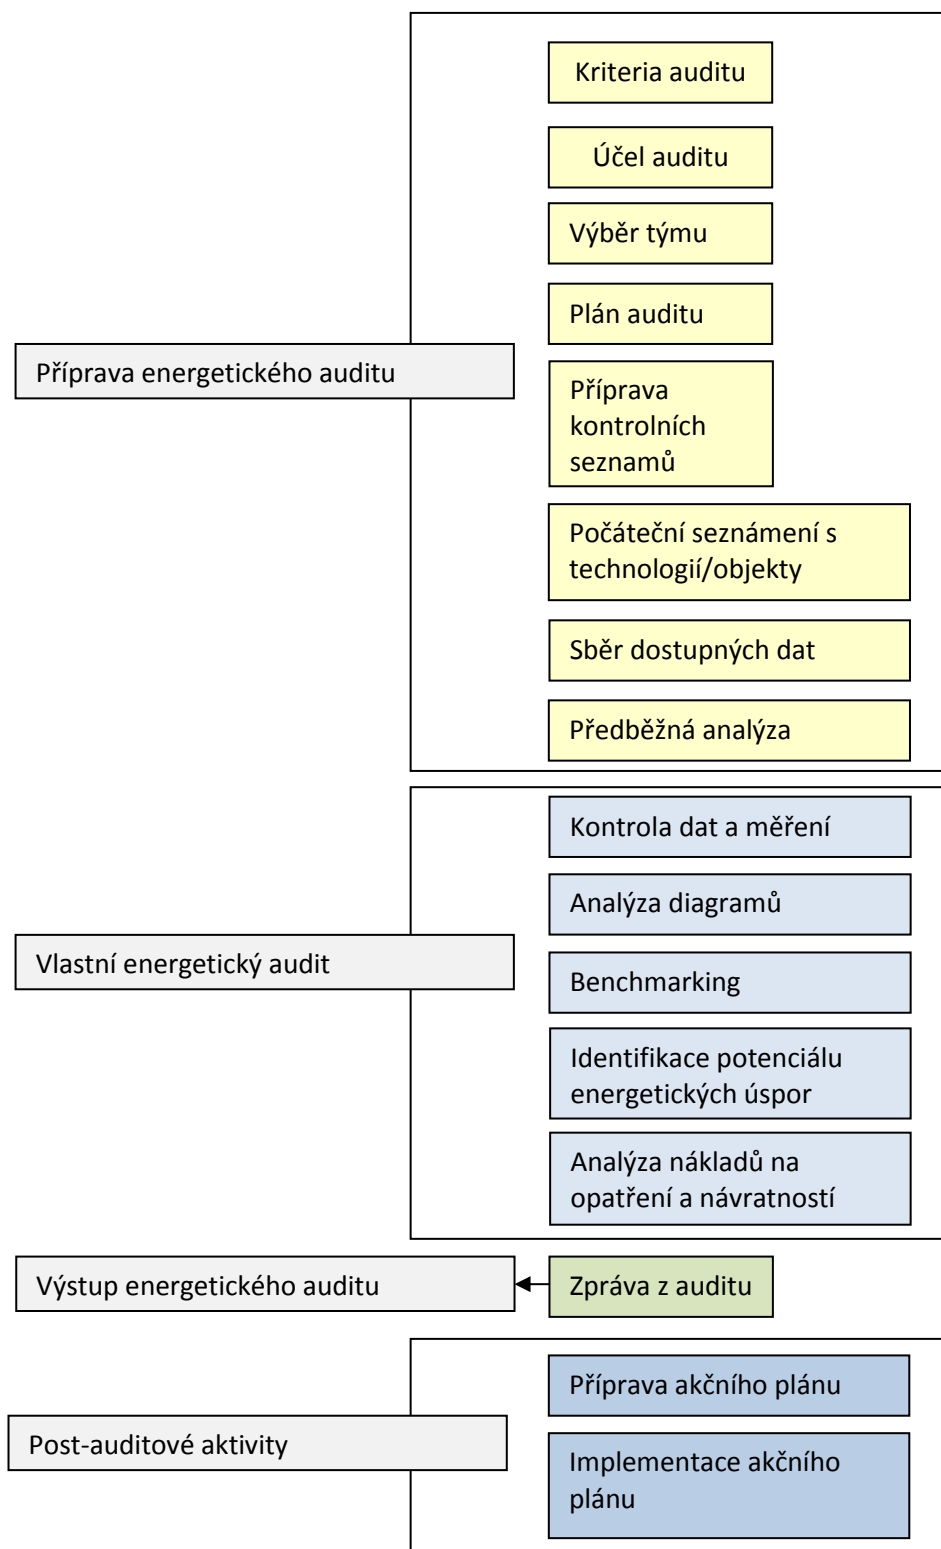 Kriteria auditu
Účel auditu
Výběr týmu
Plán auditu
Příprava energetického auditu
Příprava
kontrolních
seznamů
Počáteční seznámení s
technologií/objekty
Sběr dostupných dat
Předběžná analýza
Kontrola dat a měření
Analýza diagramů
Vlastní energetický audit
Benchmarking
Identifikace potenciálu
energetických úspor
Analýza nákladů na
opatření a návratností
Výstup energetického auditu
Zpráva z auditu
Příprava akčního plánu
Post-auditové aktivity
Implementace akčního
plánu